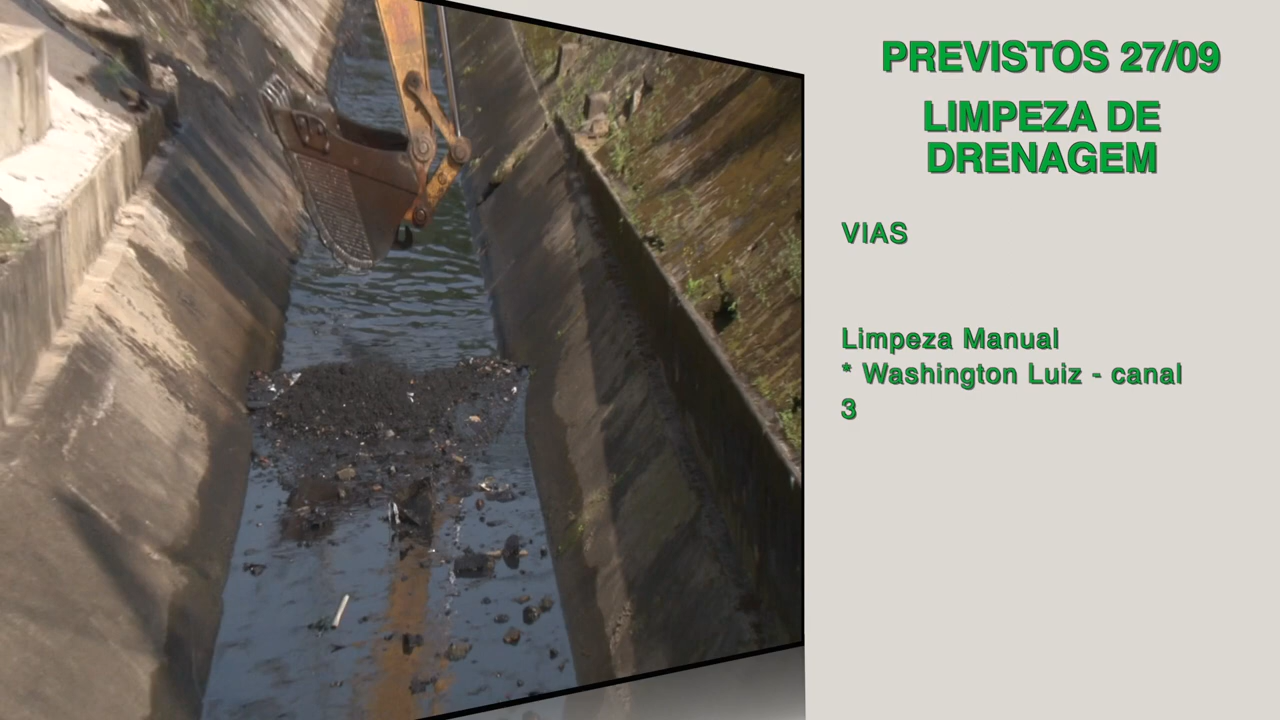 PREVISTOS 27/09
LIMPEZA DE
DRENAGEM
VIAS
Limpeza Manual
* Washington Luiz - canal
3